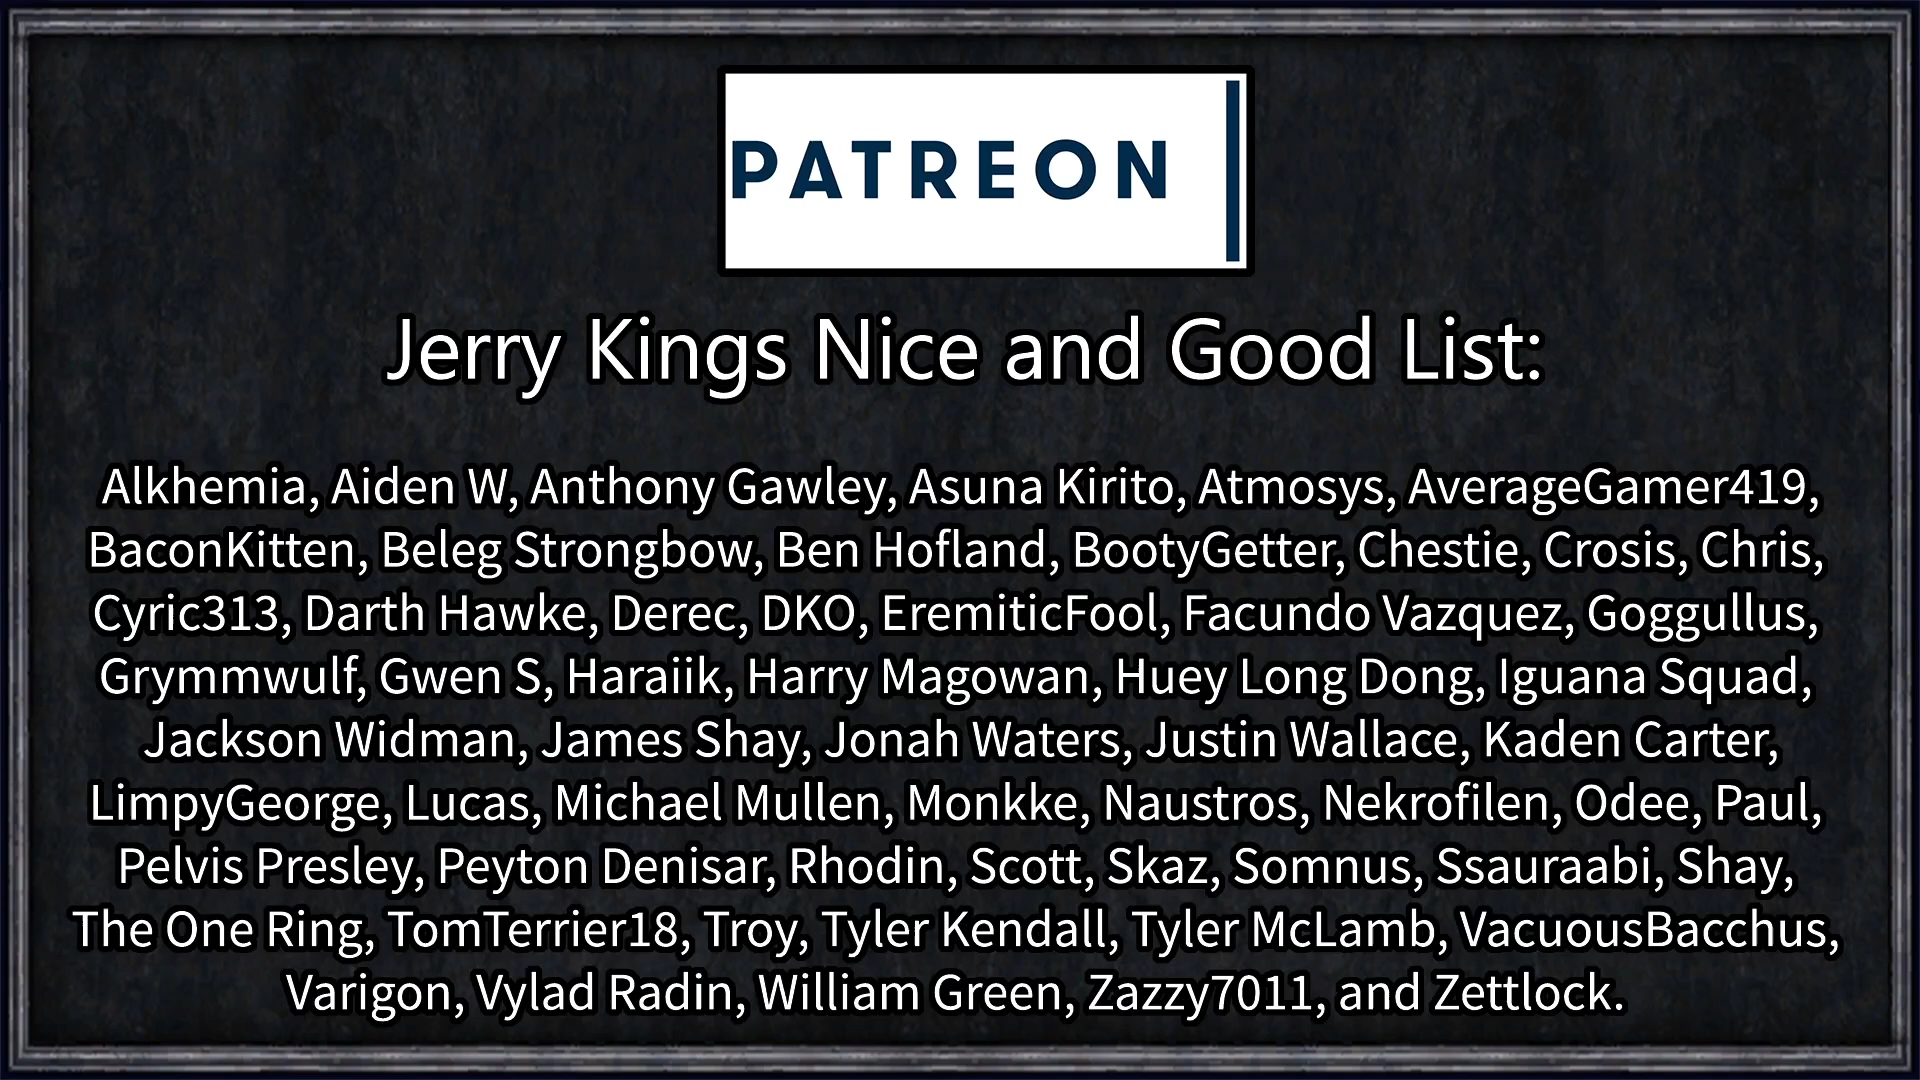 PATREON
Jerry Kings Nice and Good List:
Alkhemia, Aiden W, Anthony Gawley, Asuna Kirito, Atmosys, AverageGamer419,
BaconKitten, Beleg Strongbow, Ben Hofland, BootyGetter, Chestie, Crosis, Chris,
Cyric313, Darth Hawke, Derec, DKO, EremiticFool, Facundo Vazquez, Goggullus,
Grymmwulf, Gwen S, Haraiik, Harry Magowan, Huey Long Dong, Iguana Squad,
Jackson Widman, James Shay, Jonah Waters, Justin Wallace, Kaden Carter,
LimpyGeorge, Lucas, Michael Mullen, Monkke, Naustros, Nekrofilen, Odee, Paul,
Pelvis Presley, Peyton Denisar, Rhodin, Scott, Skaz, Somnus, Ssauraabi, Shay,
The One Ring, TomTerrier18, Troy, Tyler Kendall, Tyler McLamb, VacuousBacchus,
Varigon, Vylad Radin, William Green, Zazzy7011, and Zettlock.